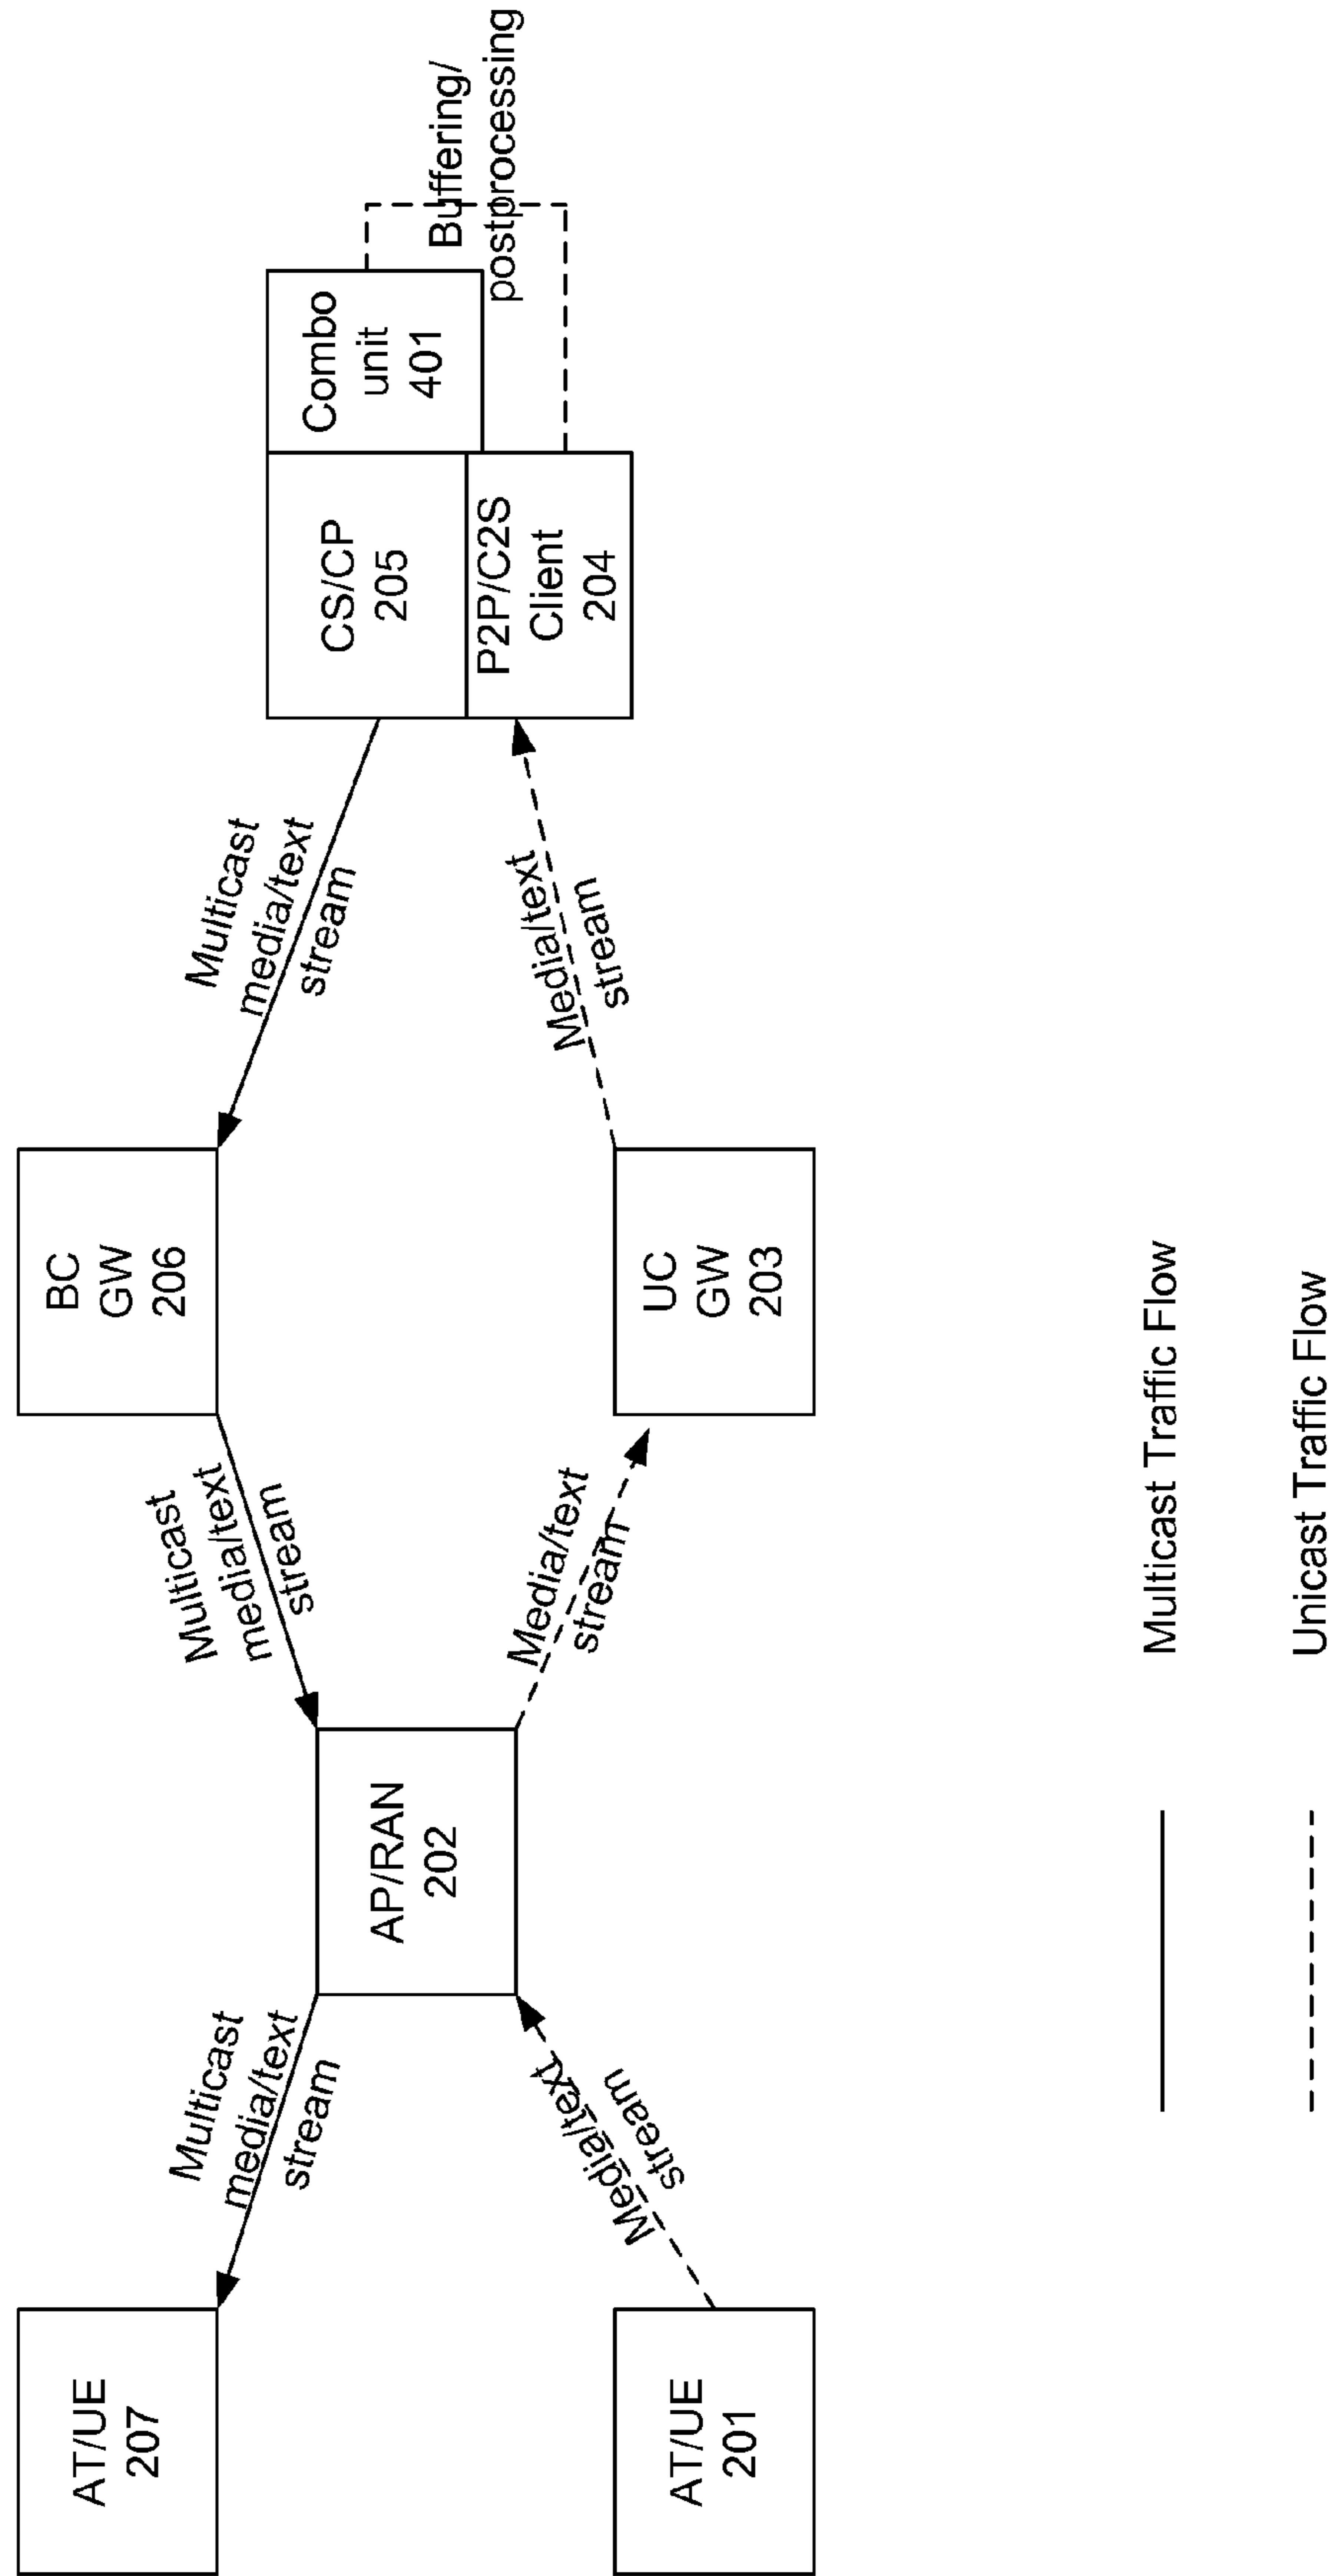 AT/UE
207
Multicast
media/text
stream
AP/RAN
202
Multicast
media/text
stream
BC
GW
206
Multicast
media/text
stream
CS/CP
205
Combo
unit
401
Buffering/
postprocessing
P2P/C2S
Client
204
AT/UE
201
Media/text
stream
Media/text
stream
UC
GW
203
Media/text
stream
Multicast Traffic Flow
Unicast Traffic Flow